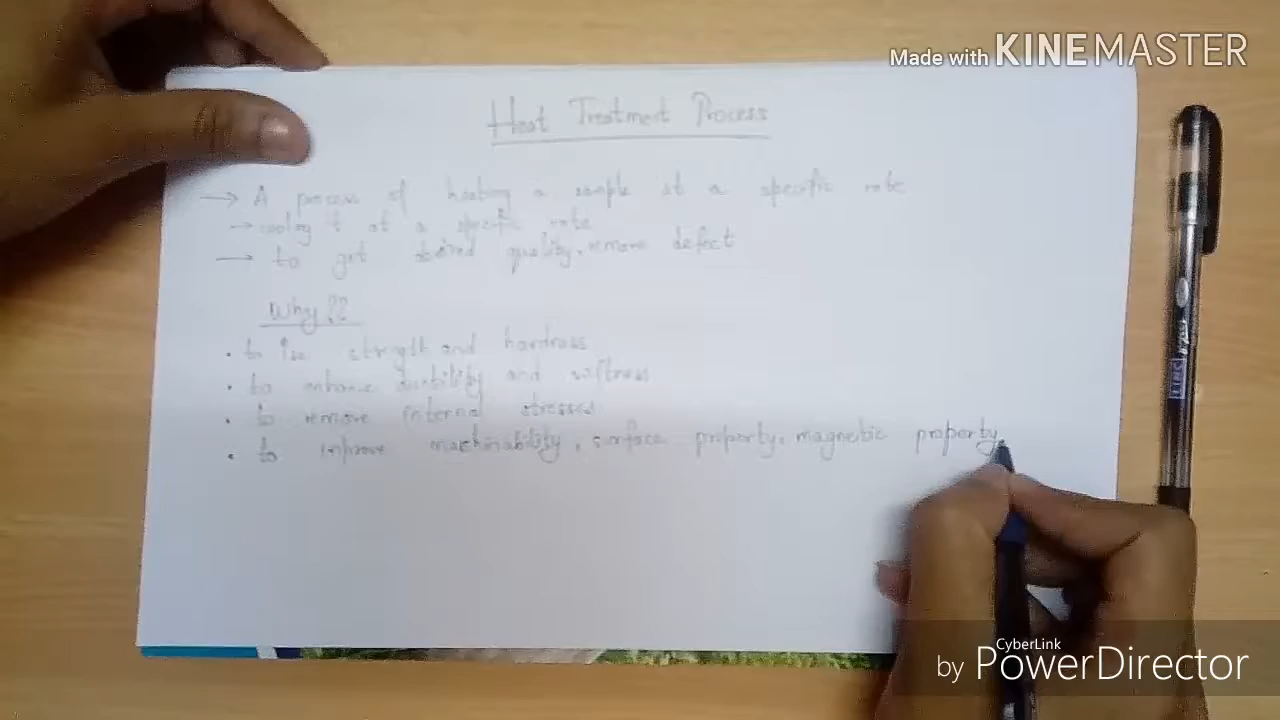 Made with KINEMASTER
Heat Treatment Process
→ A process of heating a sample at a specific rate
→ cooling it at a specific rate
→ to get desired quality, remove defect
Why??
• to strength and hardness
• to enhance ductility and softness
• to remove internal stresses
• to improve machinability, surface property, magnetic property,
LINC
CyberLink
by PowerDirector